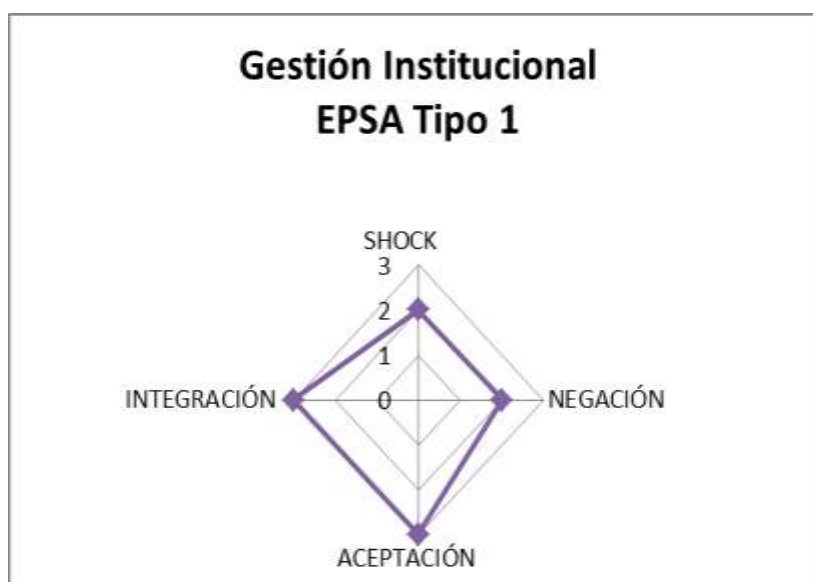 Gestión Institucional
EPSA Tipo 1
SHOCK
3
2
1
INTEGRACIÓN 0 NEGACIÓN
ACEPTACIÓN